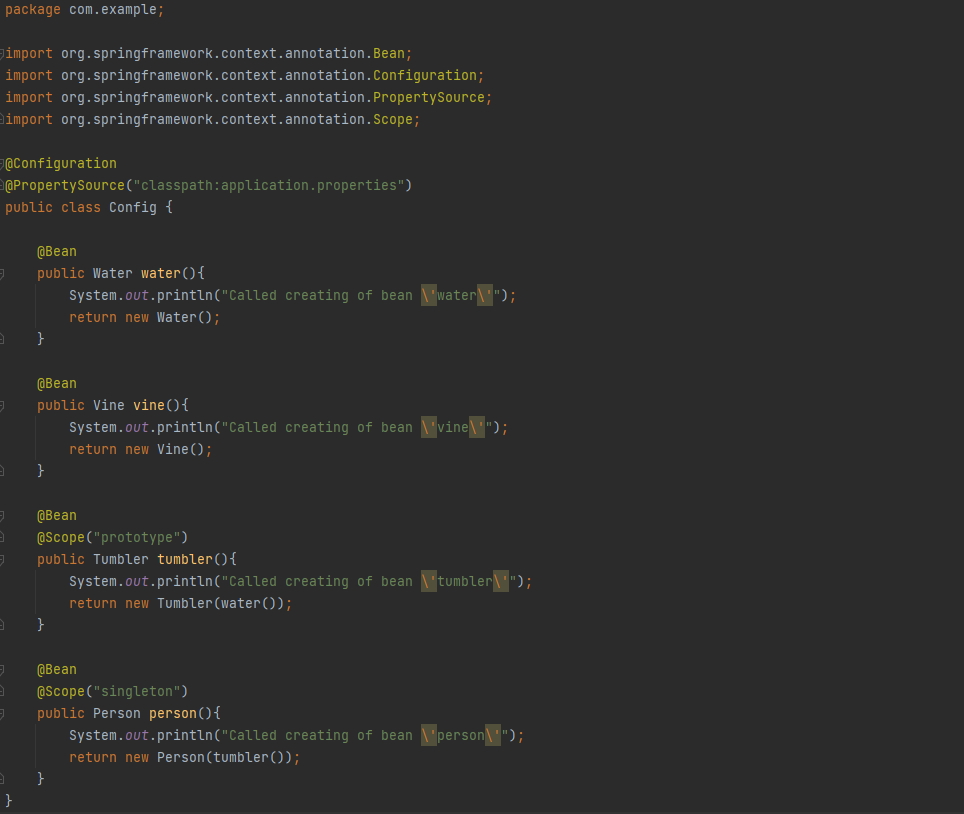 package com.example;
import org.springframework.context.annotation.Bean;
import org.springframework.context.annotation.Configuration;
import org.springframework.context.annotation.PropertySource;
import org.springframework.context.annotation.Scope;
@Configuration
@PropertySource("classpath:application.properties")
public class Config {
@Bean
public Water water(){
System.out.println("Called creating of bean \'water\'");
return new Water();
}
@Bean
public Vine vine(){
System.out.println("Called creating of bean \'vine\'");
return new Vine();
}
@Bean
@Scope("prototype")
public Tumbler tumbler(){
System.out.println("Called creating of bean \'tumbler\'");
return new Tumbler(water());
}
@Bean
@Scope("singleton")
public Person person(){
System.out.println("Called creating of bean \'person\'");
return new Person(tumbler());
}
}